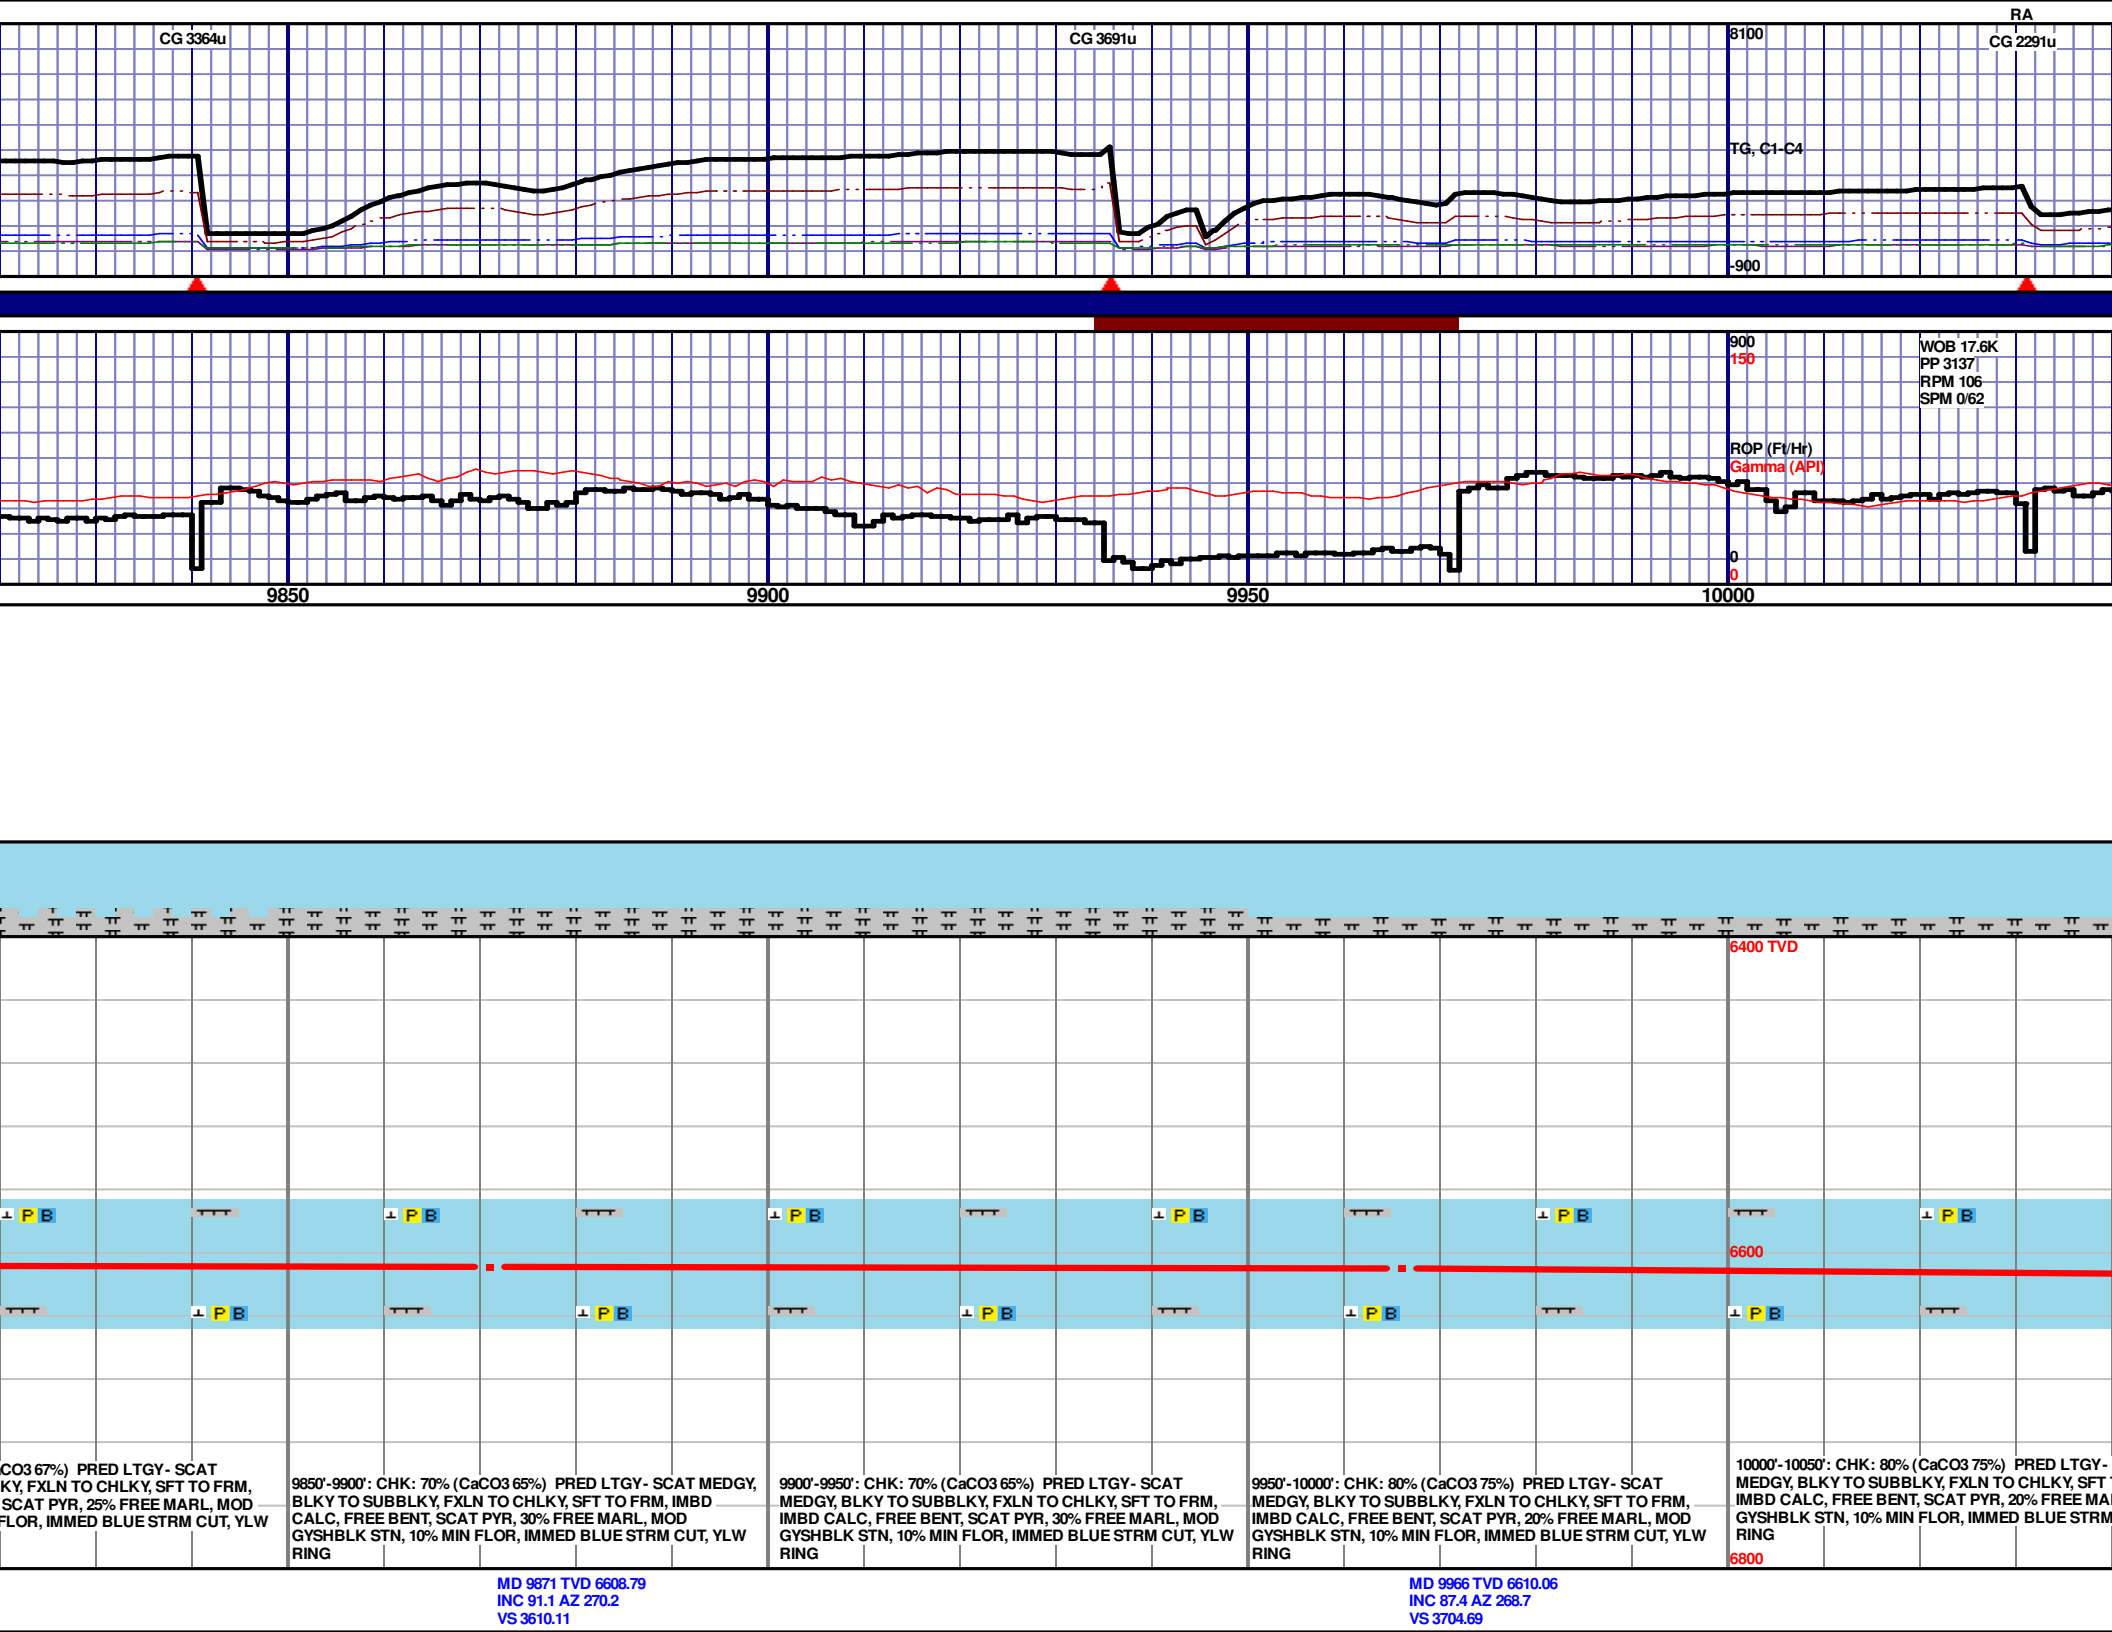 RA
CG 3364u
CG 3691u
8100
CG 2291u
TG, C1-C4
-900
900
150
WOB 17.6K
PP 3137
RPM 106
SPM 0/62
ROP (Ft/Hr)
Gamma (API)
0
0
9850
9900
9950
10000
6400 TVD
P B
P B
P B
P B
P B
P B
6600
P B
P B
P B
P B
P B
CO3 67%) PRED LTGY- SCAT
KY, FXLN TO CHLKY, SFT TO FRM,
SCAT PYR, 25% FREE MARL, MOD
FLOR, IMMED BLUE STRM CUT, YLW
9850'-9900': CHK: 70% (CaCO3 65%) PRED LTGY- SCAT MEDGY,
BLKY TO SUBBLKY, FXLN TO CHLKY, SFT TO FRM, IMBD
CALC, FREE BENT, SCAT PYR, 30% FREE MARL, MOD
GYSHBLK STN, 10% MIN FLOR, IMMED BLUE STRM CUT, YLW
RING
9900'-9950': CHK: 70% (CaCO3 65%) PRED LTGY- SCAT
MEDGY, BLKY TO SUBBLKY, FXLN TO CHLKY, SFT TO FRM,
IMBD CALC, FREE BENT, SCAT PYR, 30% FREE MARL, MOD
GYSHBLK STN, 10% MIN FLOR, IMMED BLUE STRM CUT, YLW
RING
9950'-10000': CHK: 80% (CaCO3 75%) PRED LTGY- SCAT
MEDGY, BLKY TO SUBBLKY, FXLN TO CHLKY, SFT TO FRM,
IMBD CALC, FREE BENT, SCAT PYR, 20% FREE MARL, MOD
GYSHBLK STN, 10% MIN FLOR, IMMED BLUE STRM CUT, YLW
RING
10000'-10050': CHK: 80% (CaCO3 75%) PRED LTGY-
MEDGY, BLKY TO SUBBLKY, FXLN TO CHLKY, SFT
IMBD CALC, FREE BENT, SCAT PYR, 20% FREE MA
GYSHBLK STN, 10% MIN FLOR, IMMED BLUE STRM
RING
6800
MD 9871 TVD 6608.79
INC 91.1 AZ 270.2
VS 3610.11
MD 9966 TVD 6610.06
INC 87.4 AZ 268.7
VS 3704.69